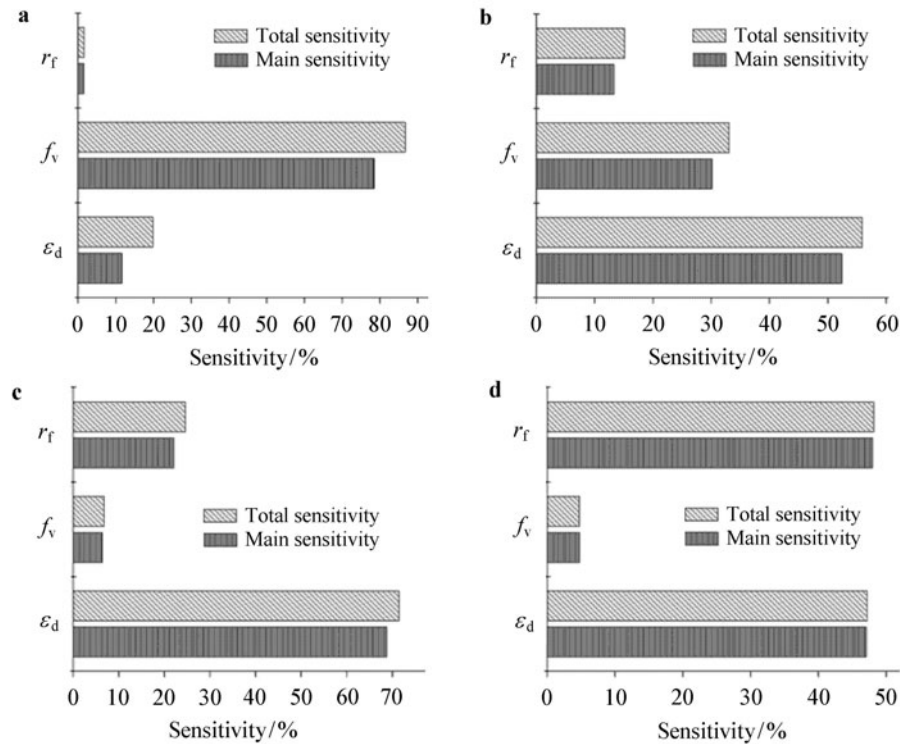 a
Total sensitivity
Main sensitivity
r_f
f_v
ε_d
0 10 20 30 40 50 60 70 80 90
Sensitivity/%
b
Total sensitivity
Main sensitivity
r_f
f_v
ε_d
0 10 20 30 40 50 60
Sensitivity/%
c
r_f
f_v
Total sensitivity
Main sensitivity
ε_d
0 10 20 30 40 50 60 70
Sensitivity/%
d
r_f
f_v
Total sensitivity
Main sensitivity
ε_d
0 10 20 30 40 50
Sensitivity/%